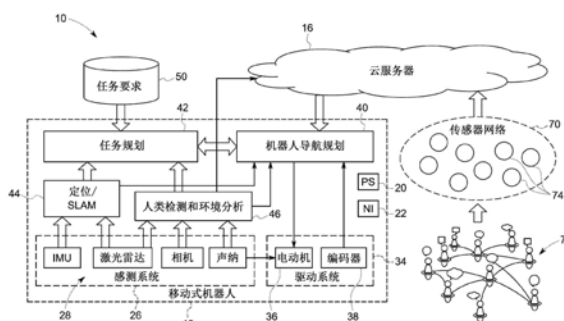 10
16
云服务器
50
任务要求
42
40
任务规划
机器人导航规划
70
传感器网络
44
定位/
SLAM
人类检测和环境分析
46
PS
20
NI
22
74
IMU
激光雷达
相机
声纳
电动机
编码器
34
感测系统
驱动系统
28
26
移动式机器人
36
38